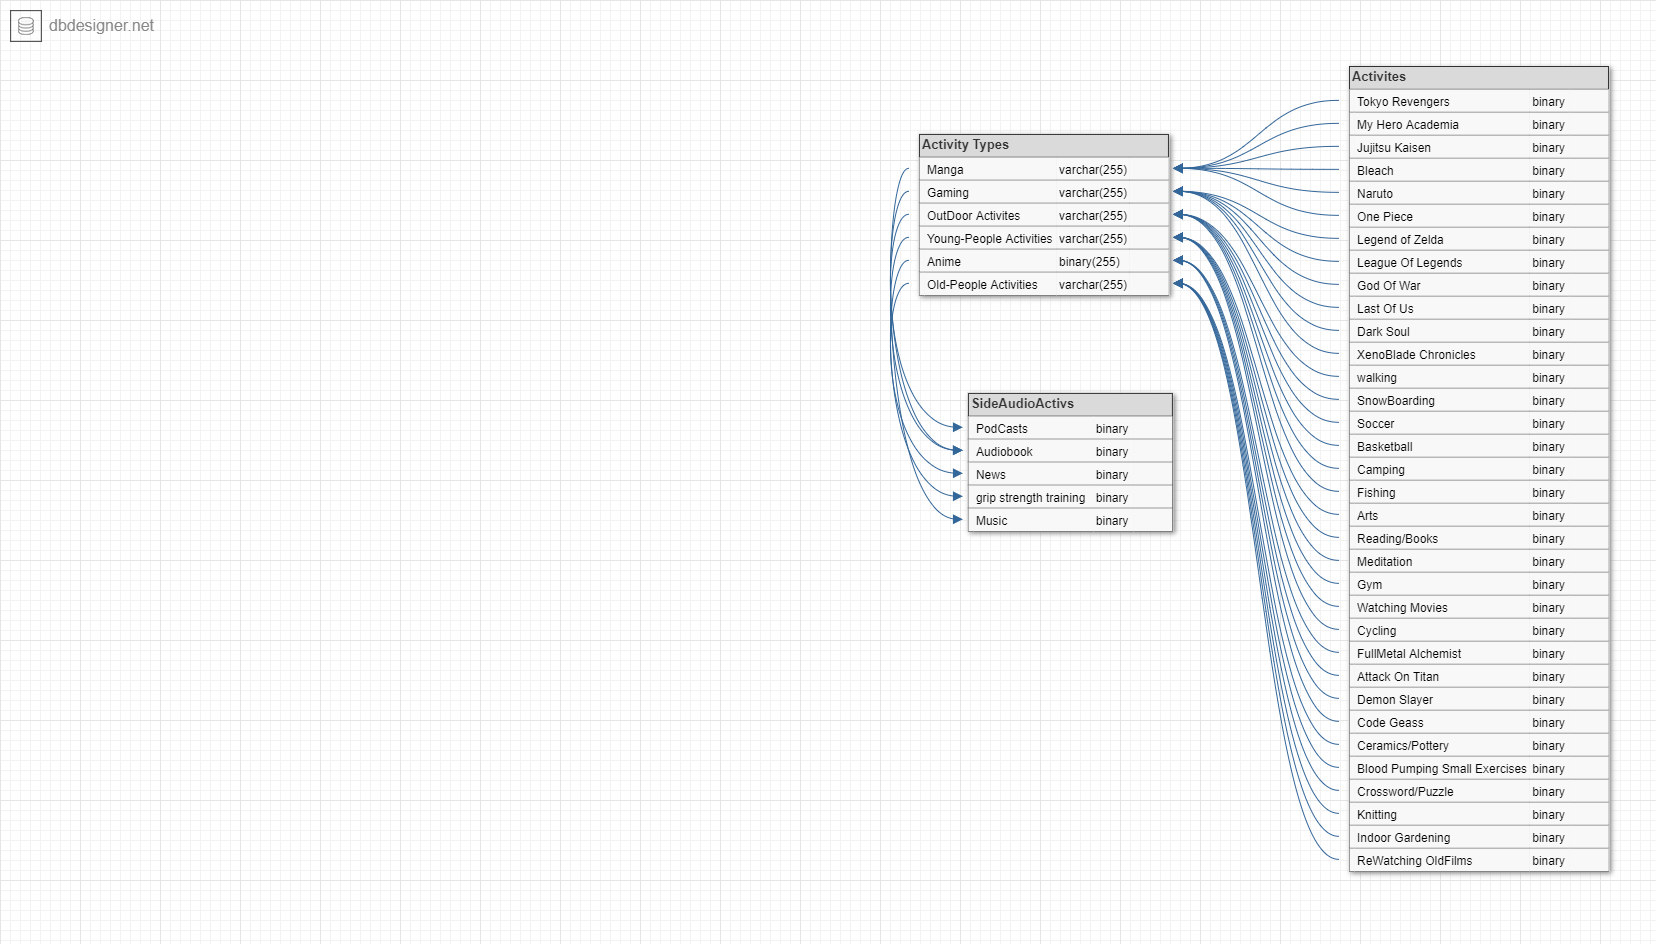 dbdesigner.net
Activity Types
Manga varchar(255)
Gaming varchar(255)
OutDoor Activites varchar(255)
Young-People Activities varchar(255)
Anime binary(255)
Old-People Activities varchar(255)
SideAudioActivs
PodCasts binary
Audiobook binary
News binary
grip strength training binary
Music binary
Activites
Tokyo Revengers binary
My Hero Academia binary
Jujitsu Kaisen binary
Bleach binary
Naruto binary
One Piece binary
Legend of Zelda binary
League Of Legends binary
God Of War binary
Last Of Us binary
Dark Soul binary
XenoBlade Chronicles binary
walking binary
SnowBoarding binary
Soccer binary
Basketball binary
Camping binary
Fishing binary
Arts binary
Reading/Books binary
Meditation binary
Gym binary
Watching Movies binary
Cycling binary
FullMetal Alchemist binary
Attack On Titan binary
Demon Slayer binary
Code Geass binary
Ceramics/Pottery binary
Blood Pumping Small Exercises binary
Crossword/Puzzle binary
Knitting binary
Indoor Gardening binary
ReWatching OldFilms binary